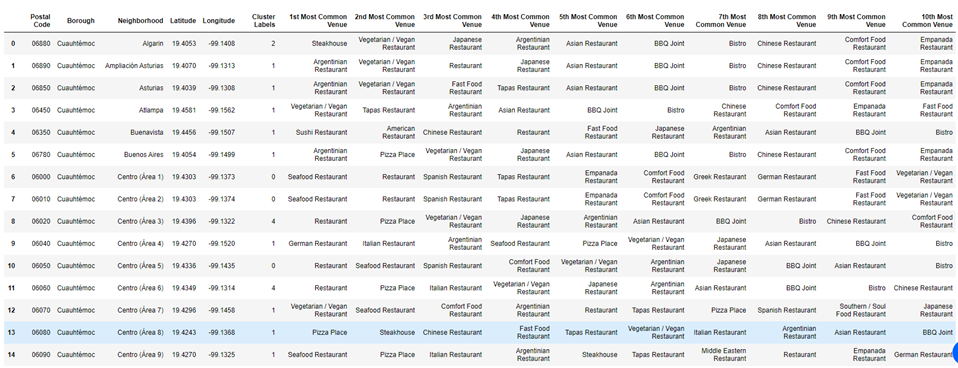 Postal Code Borough Neighborhood Latitude Longitude Cluster Labels 1st Most Common Venue 2nd Most Common Venue 3rd Most Common Venue 4th Most Common Venue 5th Most Common Venue 6th Most Common Venue 7th Most Common Venue 8th Most Common Venue 9th Most Common Venue 10th Most Common Venue
0 06880 Cuauhtémoc Algarin 19.4053 -99.1408 2 Steakhouse Vegetarian / Vegan Restaurant Japanese Restaurant Argentinian Restaurant Asian Restaurant BBQ Joint Bistro Chinese Restaurant Comfort Food Restaurant Empanada Restaurant
1 06890 Cuauhtémoc Ampliación Asturias 19.4070 -99.1313 1 Argentinian Restaurant Vegetarian / Vegan Restaurant Restaurant Japanese Restaurant Asian Restaurant BBQ Joint Bistro Chinese Restaurant Comfort Food Restaurant Empanada Restaurant
2 06850 Cuauhtémoc Asturias 19.4039 -99.1308 1 Argentinian Restaurant Vegetarian / Vegan Restaurant Fast Food Restaurant Tapas Restaurant Asian Restaurant BBQ Joint Bistro Chinese Restaurant Comfort Food Restaurant Empanada Restaurant
3 06450 Cuauhtémoc Atlampa 19.4581 -99.1562 1 Vegetarian / Vegan Restaurant Tapas Restaurant Argentinian Restaurant Asian Restaurant BBQ Joint Bistro Chinese Restaurant Comfort Food Restaurant Empanada Restaurant Fast Food Restaurant
4 06350 Cuauhtémoc Buenavista 19.4456 -99.1507 1 Sushi Restaurant American Restaurant Chinese Restaurant Restaurant Fast Food Restaurant Japanese Restaurant Argentinian Restaurant Asian Restaurant BBQ Joint Bistro
5 06780 Cuauhtémoc Buenos Aires 19.4054 -99.1499 1 Argentinian Restaurant Pizza Place Vegetarian / Vegan Restaurant Japanese Restaurant Asian Restaurant BBQ Joint Bistro Chinese Restaurant Comfort Food Restaurant Empanada Restaurant
6 06000 Cuauhtémoc Centro (Área 1) 19.4303 -99.1373 0 Seafood Restaurant Restaurant Spanish Restaurant Tapas Restaurant Empanada Restaurant Comfort Food Restaurant Greek Restaurant German Restaurant Fast Food Restaurant Vegetarian / Vegan Restaurant
7 06010 Cuauhtémoc Centro (Área 2) 19.4303 -99.1374 0 Seafood Restaurant Restaurant Spanish Restaurant Tapas Restaurant Empanada Restaurant Comfort Food Restaurant Greek Restaurant German Restaurant Fast Food Restaurant Vegetarian / Vegan Restaurant
8 06020 Cuauhtémoc Centro (Área 3) 19.4396 -99.1322 4 Restaurant Pizza Place Vegetarian / Vegan Restaurant Japanese Restaurant Argentinian Restaurant Asian Restaurant BBQ Joint Bistro Chinese Restaurant Comfort Food Restaurant
9 06040 Cuauhtémoc Centro (Área 4) 19.4270 -99.1520 1 German Restaurant Italian Restaurant Argentinian Restaurant Seafood Restaurant Pizza Place Vegetarian / Vegan Restaurant Japanese Restaurant Asian Restaurant BBQ Joint Bistro
10 06050 Cuauhtémoc Centro (Área 5) 19.4336 -99.1435 0 Restaurant Seafood Restaurant Spanish Restaurant Comfort Food Restaurant Vegetarian / Vegan Restaurant Argentinian Restaurant Japanese Restaurant BBQ Joint Asian Restaurant Bistro
11 06060 Cuauhtémoc Centro (Área 6) 19.4349 -99.1314 4 Restaurant Pizza Place Italian Restaurant Vegetarian / Vegan Restaurant Japanese Restaurant Argentinian Restaurant Asian Restaurant BBQ Joint Bistro Chinese Restaurant
12 06070 Cuauhtémoc Centro (Área 7) 19.4296 -99.1458 1 Vegetarian / Vegan Restaurant Seafood Restaurant Comfort Food Restaurant Argentinian Restaurant Restaurant Tapas Restaurant Pizza Place Spanish Restaurant Southern / Soul Food Restaurant Japanese Restaurant
13 06080 Cuauhtémoc Centro (Área 8) 19.4243 -99.1368 1 Pizza Place Steakhouse Chinese Restaurant Fast Food Restaurant Tapas Restaurant Vegetarian / Vegan Restaurant Italian Restaurant Argentinian Restaurant Asian Restaurant BBQ Joint
14 06090 Cuauhtémoc Centro (Área 9) 19.4270 -99.1325 1 Seafood Restaurant Pizza Place Italian Restaurant Argentinian Restaurant Steakhouse Tapas Restaurant Middle Eastern Restaurant Restaurant Empanada Restaurant German Restaurant